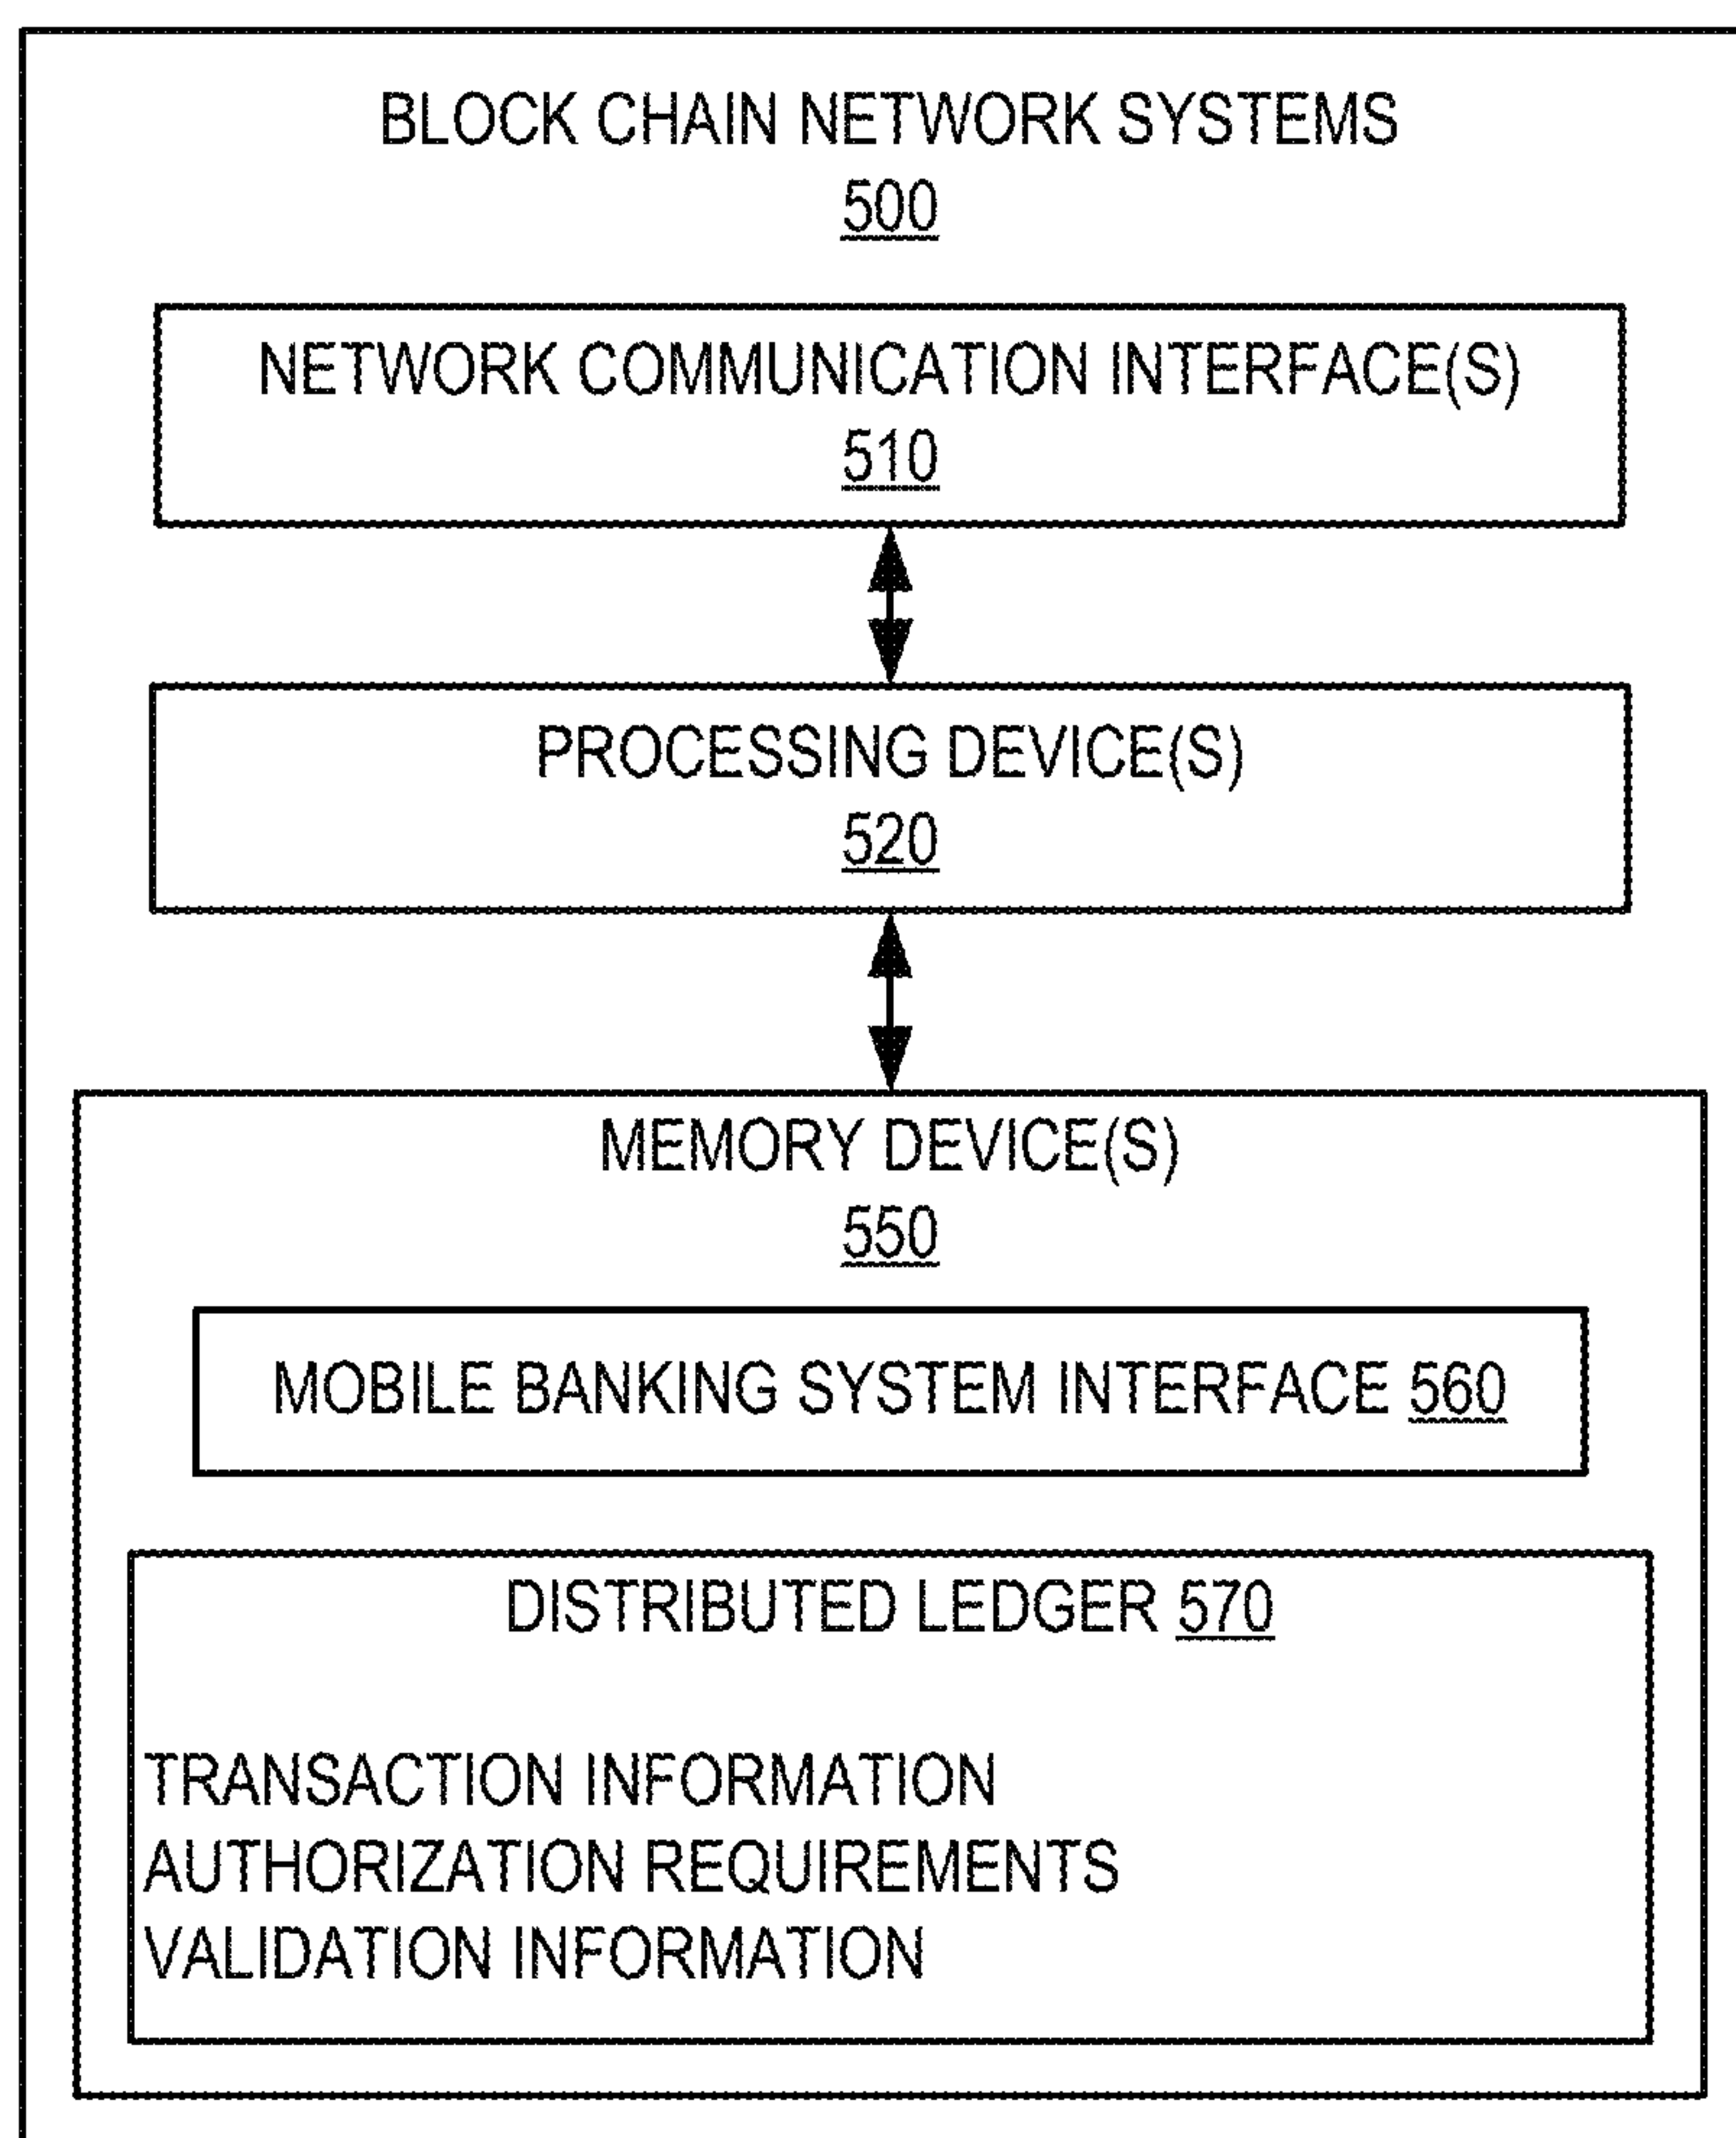 BLOCK CHAIN NETWORK SYSTEMS
500
NETWORK COMMUNICATION INTERFACE(S)
510
PROCESSING DEVICE(S)
520
MEMORY DEVICE(S)
550
MOBILE BANKING SYSTEM INTERFACE 560
DISTRIBUTED LEDGER 570
TRANSACTION INFORMATION
AUTHORIZATION REQUIREMENTS
VALIDATION INFORMATION